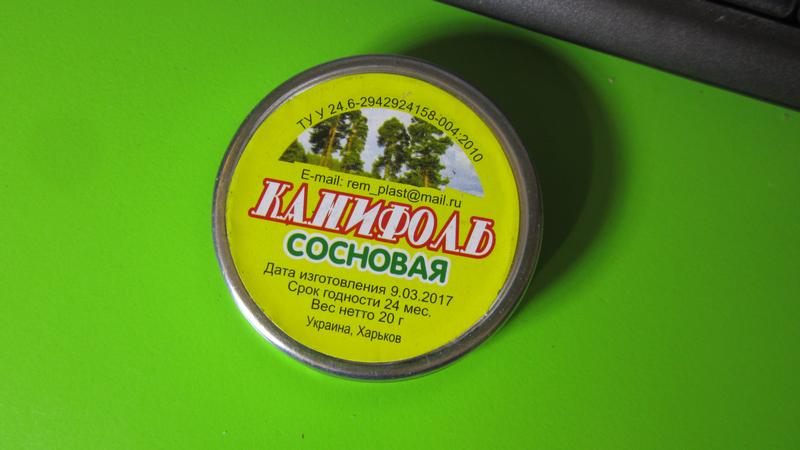 ТУ У 24.6-2942924158-004:2010
E-mail: rem_plast@mail.ru
КАНИФОЛЬ
СОСНОВАЯ
Дата изготовления 9.03.2017
Срок годности 24 мес.
Вес нетто 20 г
Украина, Харьков